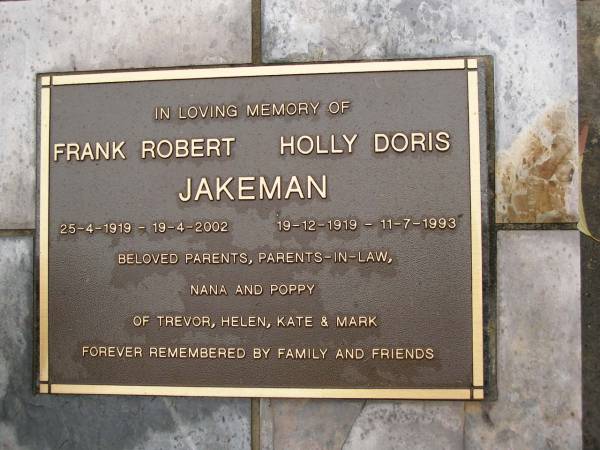 IN LOVING MEMORY OF
FRANK ROBERT HOLLY DORIS
JAKEMAN
25-4-1919 - 19-4-2002 19-12-1919 - 11-7-1993
BELOVED PARENTS, PARENTS-IN-LAW,
NANA AND POPPY
OF TREVOR, HELEN, KATE & MARK
FOREVER REMEMBERED BY FAMILY AND FRIENDS